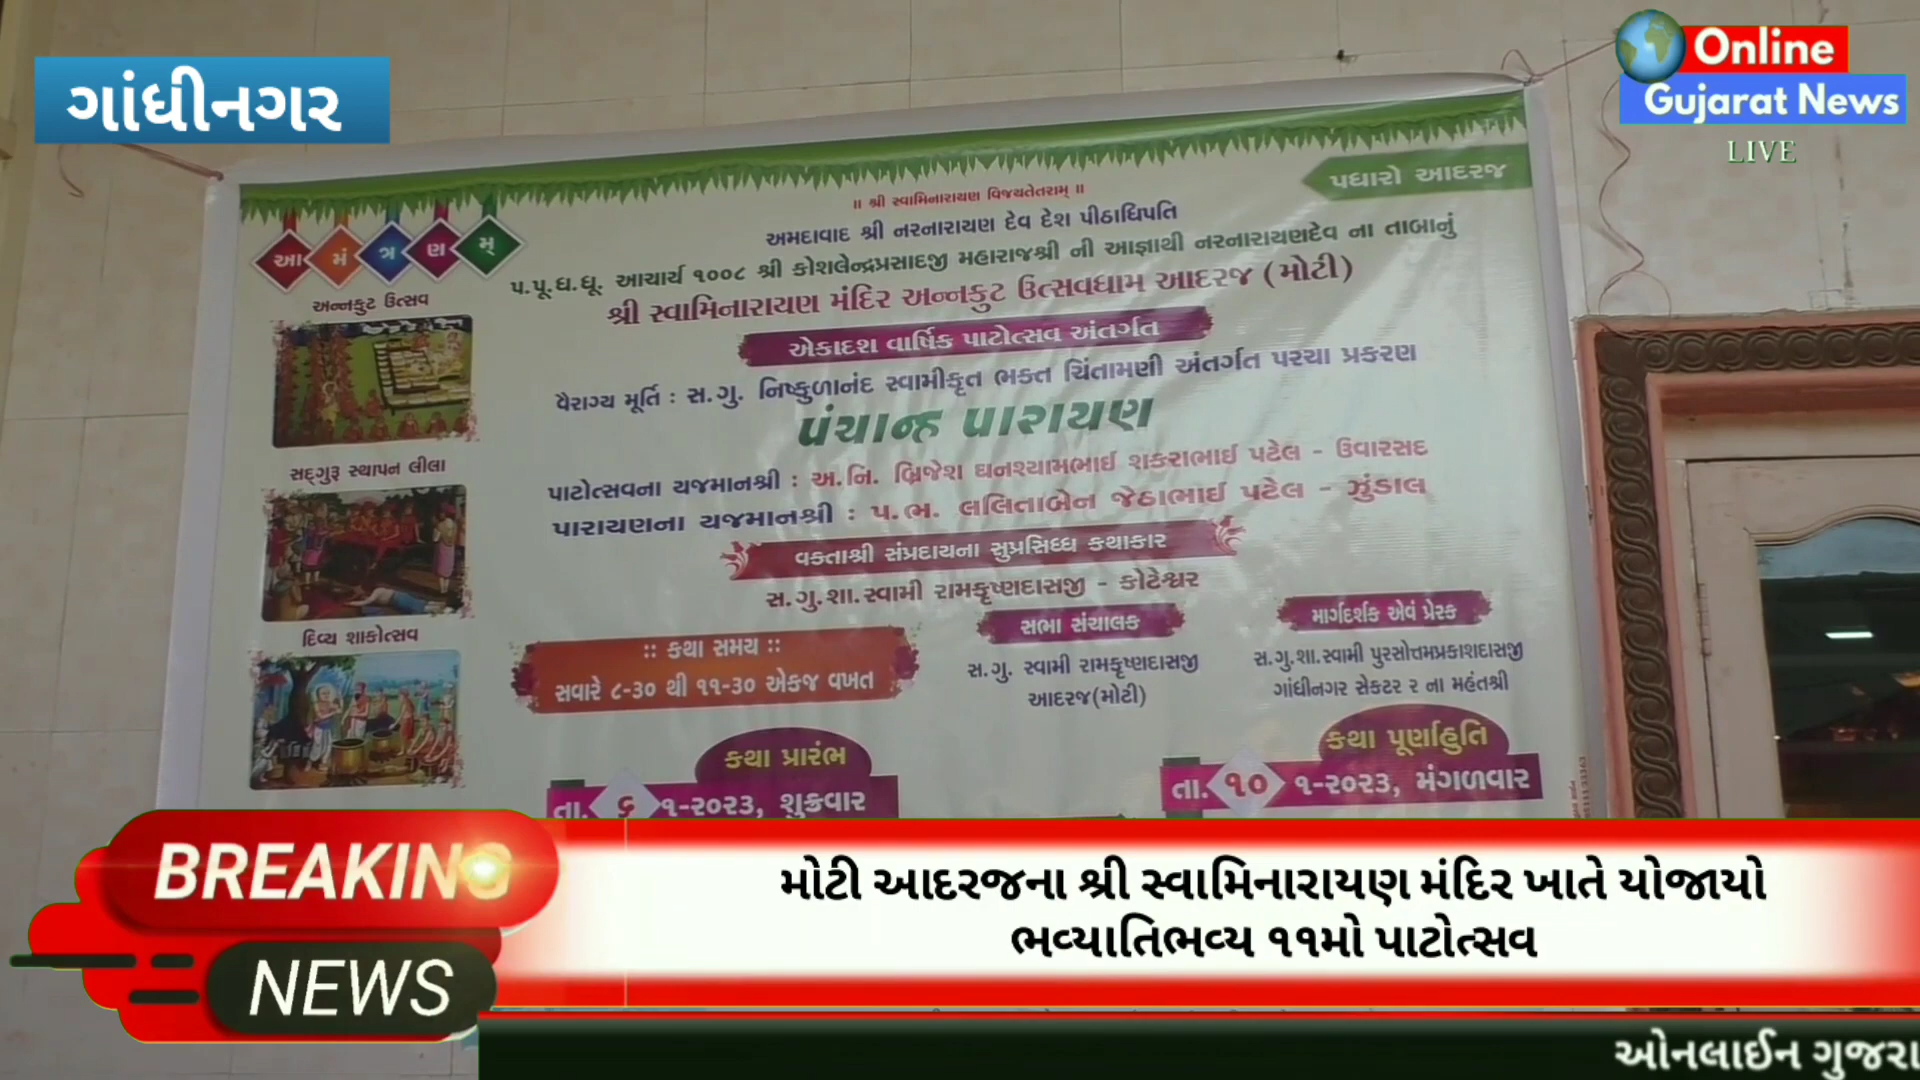 ગાંધીનગર
Online
Gujarat News
LIVE
પધારો આદરજ
॥ શ્રી સ્વામિનારાયણ વિજયતેતરામ્ ॥
અમદાવાદ શ્રી નરનારાયણ દેવ દેશ પીઠાધિપતિ
પ.પૂ.ધ.ધૂ. આચાર્ય ૧૦૦૮ શ્રી કોશલેન્દ્રપ્રસાદજી મહારાજશ્રી ની આજ્ઞાથી નરનારાયણદેવ ના તાબાનું
શ્રી સ્વામિનારાયણ મંદિર અન્નકુટ ઉત્સવધામ આદરજ (મોટી)
આ મં ત્ર ણ મ્
અન્નકુટ ઉત્સવ
સદ્‌ગુરૂ સ્થાપન લીલા
દિવ્ય શાકોત્સવ
એકાદશ વાર્ષિક પાટોત્સવ અંતર્ગત
વૈરાગ્ય મૂર્તિ : સ.ગુ. નિષ્કુળાનંદ સ્વામીકૃત ભક્ત ચિંતામણી અંતર્ગત પરચા પ્રકરણ
પંચાન્હ પારાયણ
પાટોત્સવના યજમાનશ્રી : અ.નિ. બ્રિજેશ ઘનશ્યામભાઈ શકરાભાઈ પટેલ - ઉવારસદ
પારાયણના યજમાનશ્રી : પ.ભ. લલિતાબેન જેઠાભાઈ પટેલ - ઝુંડાલ
વક્તાશ્રી સંપ્રદાયના સુપ્રસિધ્ધ કથાકાર
સ.ગુ.શા.સ્વામી રામકૃષ્ણદાસજી - કોટેશ્વર
:: કથા સમય ::
સવારે ૮-૩૦ થી ૧૧-૩૦ એકજ વખત
સભા સંચાલક
સ.ગુ. સ્વામી રામકૃષ્ણદાસજી
આદરજ(મોટી)
માર્ગદર્શક એવં પ્રેરક
સ.ગુ.શા.સ્વામી પુરસોત્તમપ્રકાશદાસજી
ગાંધીનગર સેકટર ૨ ના મહંતશ્રી
કથા પ્રારંભ
તા. ૬ ૧-૨૦૨૩, શુક્રવાર
કથા પૂર્ણાહુતિ
તા. ૧૦ ૧-૨૦૨૩, મંગળવાર
BREAKING
NEWS
મોટી આદરજના શ્રી સ્વામિનારાયણ મંદિર ખાતે યોજાયો
ભવ્યાતિભવ્ય ૧૧મો પાટોત્સવ
ઓનલાઈન ગુજરા